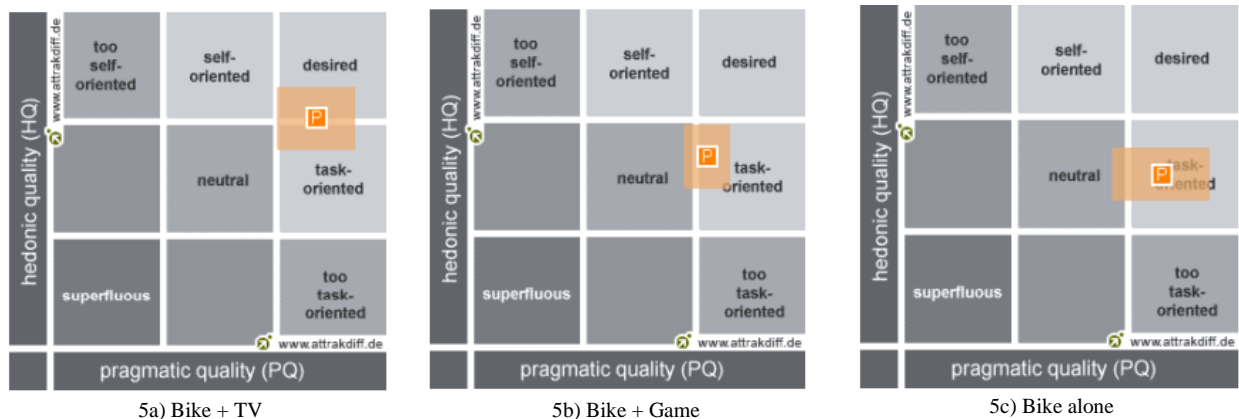 hedonic quality (HQ)
www.attrakdiff.de
too
self-
oriented
self-
oriented
desired
P
neutral
task-
oriented
superfluous
too
task-
oriented
www.attrakdiff.de
pragmatic quality (PQ)
5a) Bike + TV
hedonic quality (HQ)
www.attrakdiff.de
too
self-
oriented
self-
oriented
desired
P
neutral
task-
oriented
superfluous
too
task-
oriented
www.attrakdiff.de
pragmatic quality (PQ)
5b) Bike + Game
hedonic quality (HQ)
www.attrakdiff.de
too
self-
oriented
self-
oriented
desired
neutral
P
task-
oriented
superfluous
too
task-
oriented
www.attrakdiff.de
pragmatic quality (PQ)
5c) Bike alone